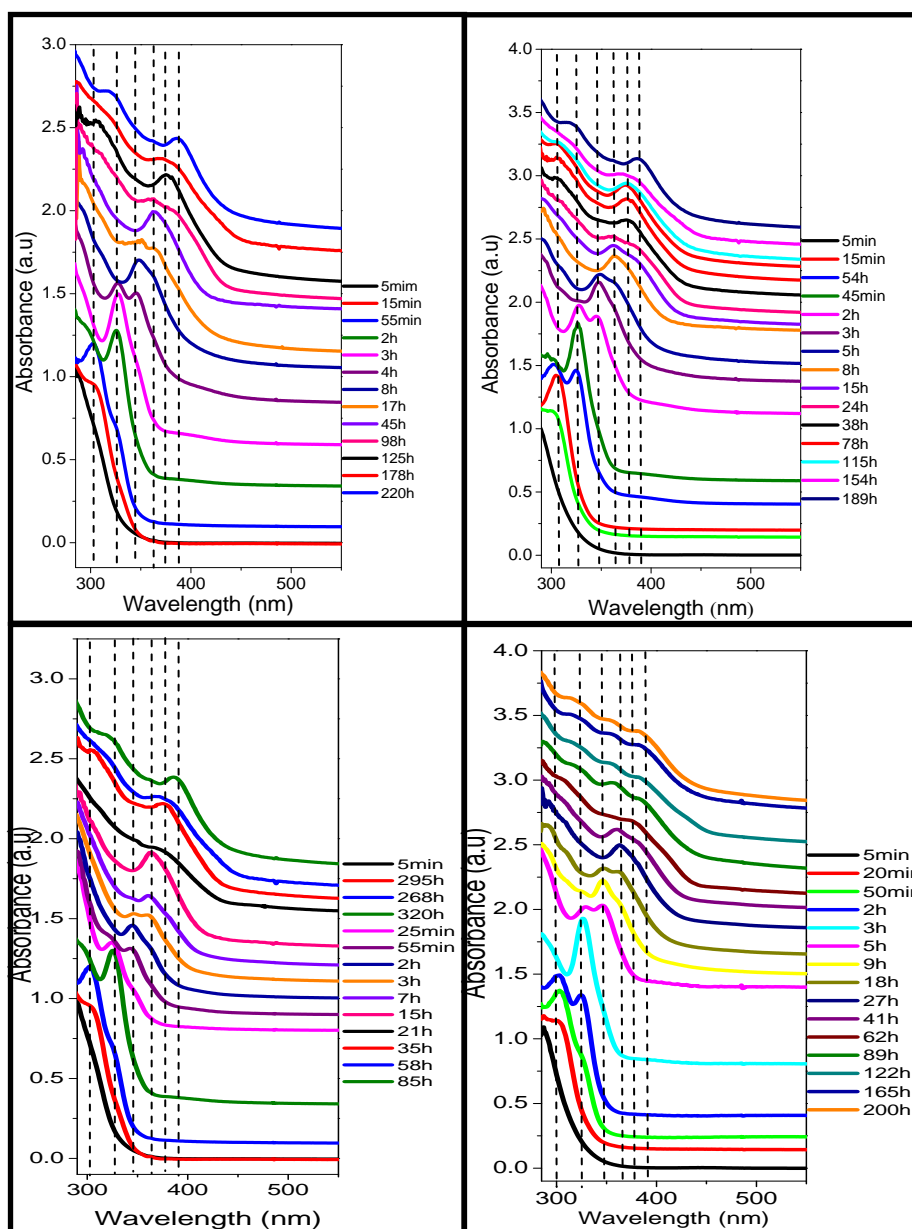 3.0
2.5
2.0
1.5
1.0
0.5
0.0
Absorbance (a.u)
300
400
500
Wavelength (nm)
5mim
15min
55min
2h
3h
4h
8h
17h
45h
98h
125h
178h
220h
4.0
3.5
3.0
2.5
2.0
1.5
1.0
0.5
0.0
Absorbance (a.u)
300
400
500
Wavelength (nm)
5min
15min
54h
45min
2h
3h
5h
8h
15h
24h
38h
78h
115h
154h
189h
3.0
2.5
2.0
1.5
1.0
0.5
0.0
Absorbance (a.u)
300
400
500
Wavelength (nm)
5min
295h
268h
320h
25min
55min
2h
3h
7h
15h
21h
35h
58h
85h
4.0
3.5
3.0
2.5
2.0
1.5
1.0
0.5
0.0
Absorbance (a.u)
300
400
500
Wavelength (nm)
5min
20min
50min
2h
3h
5h
9h
18h
27h
41h
62h
89h
122h
165h
200h